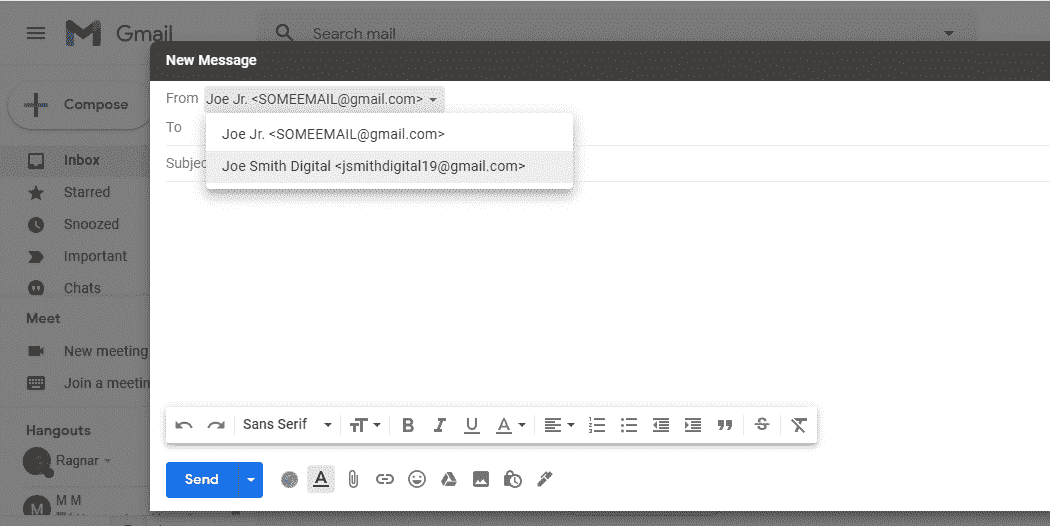 Gmail
Search mail
New Message
Compose
From Joe Jr. <SOMEEMAIL@gmail.com>
To
Joe Jr. <SOMEEMAIL@gmail.com>
Subjec
Joe Smith Digital <jsmithdigital19@gmail.com>
Inbox
Starred
Snoozed
Important
Chats
Meet
New meeting
Join a meetin
Hangouts
Ragnar
M M
Sans Serif
Send